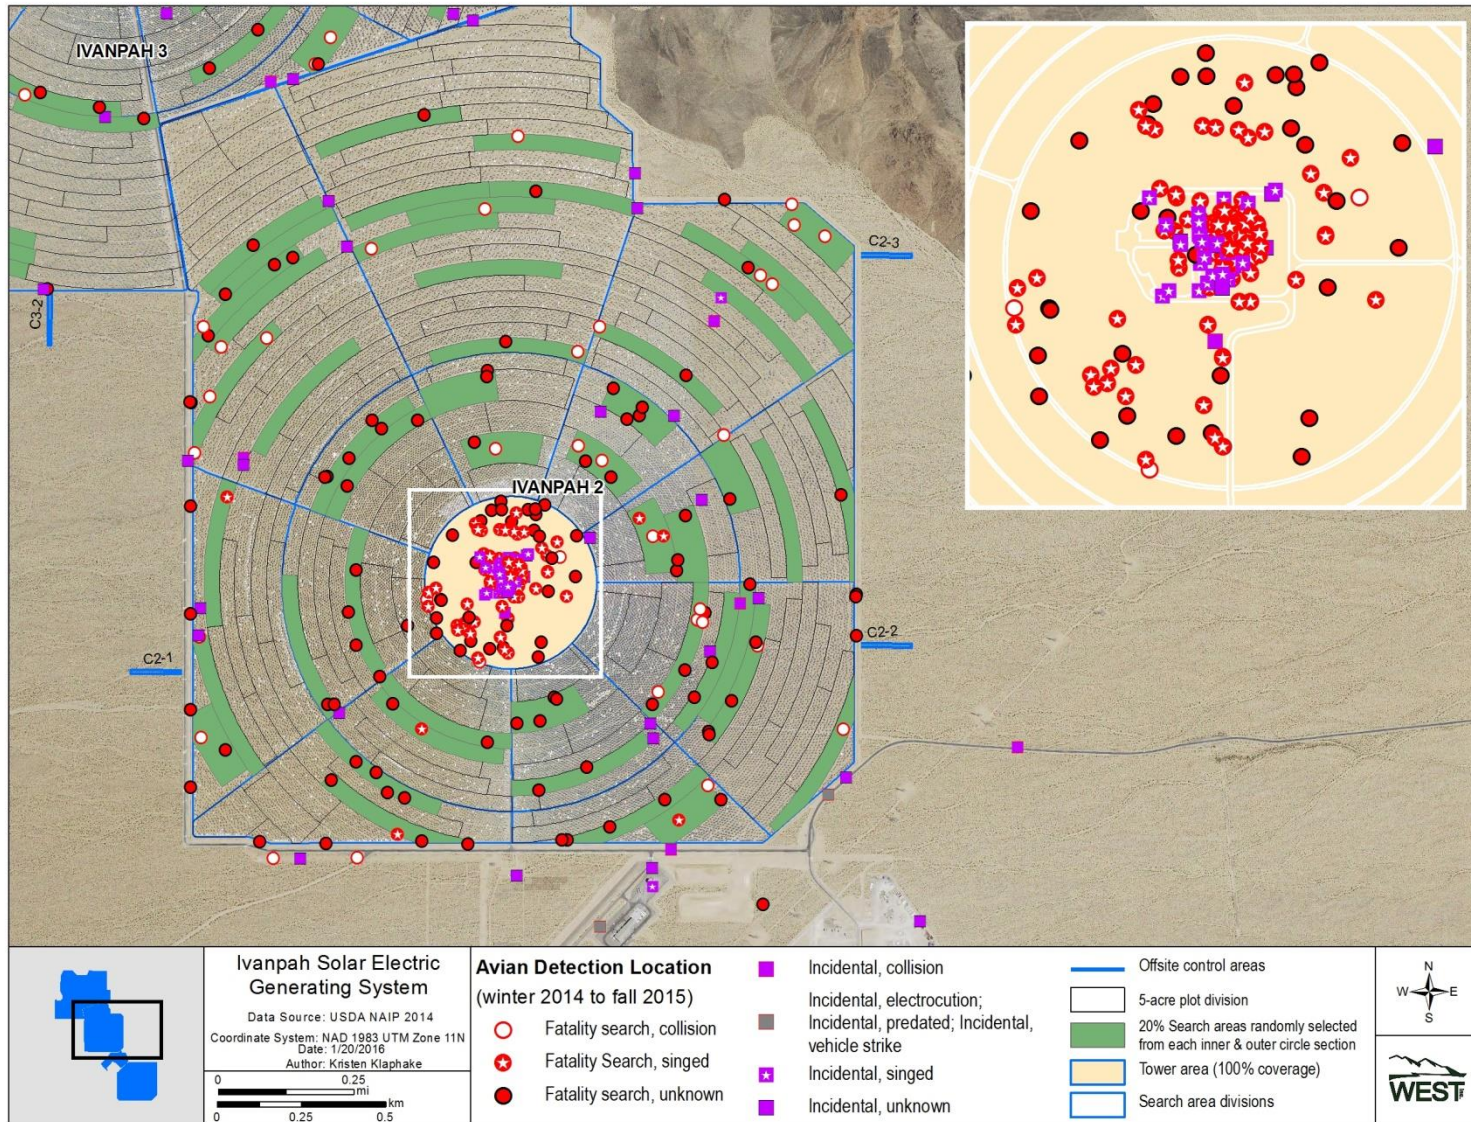 IVANPAH 3
C2-3
C3-2
IVANPAH 2
C2-2
C2-1
Ivanpah Solar Electric
Generating System
Data Source: USDA NAIP 2014
Coordinate System: NAD 1983 UTM Zone 11N
Date: 1/20/2016
Author: Kristen Klaphake
0 0.25
mi
km
0 0.25 0.5
Avian Detection Location
(winter 2014 to fall 2015)
Fatality search, collision
Fatality Search, singed
Fatality search, unknown
Incidental, collision
Incidental, electrocution;
Incidental, predated; Incidental,
vehicle strike
Incidental, singed
Incidental, unknown
Offsite control areas
5-acre plot division
20% Search areas randomly selected
from each inner & outer circle section
Tower area (100% coverage)
Search area divisions
N
W E
S
WEST